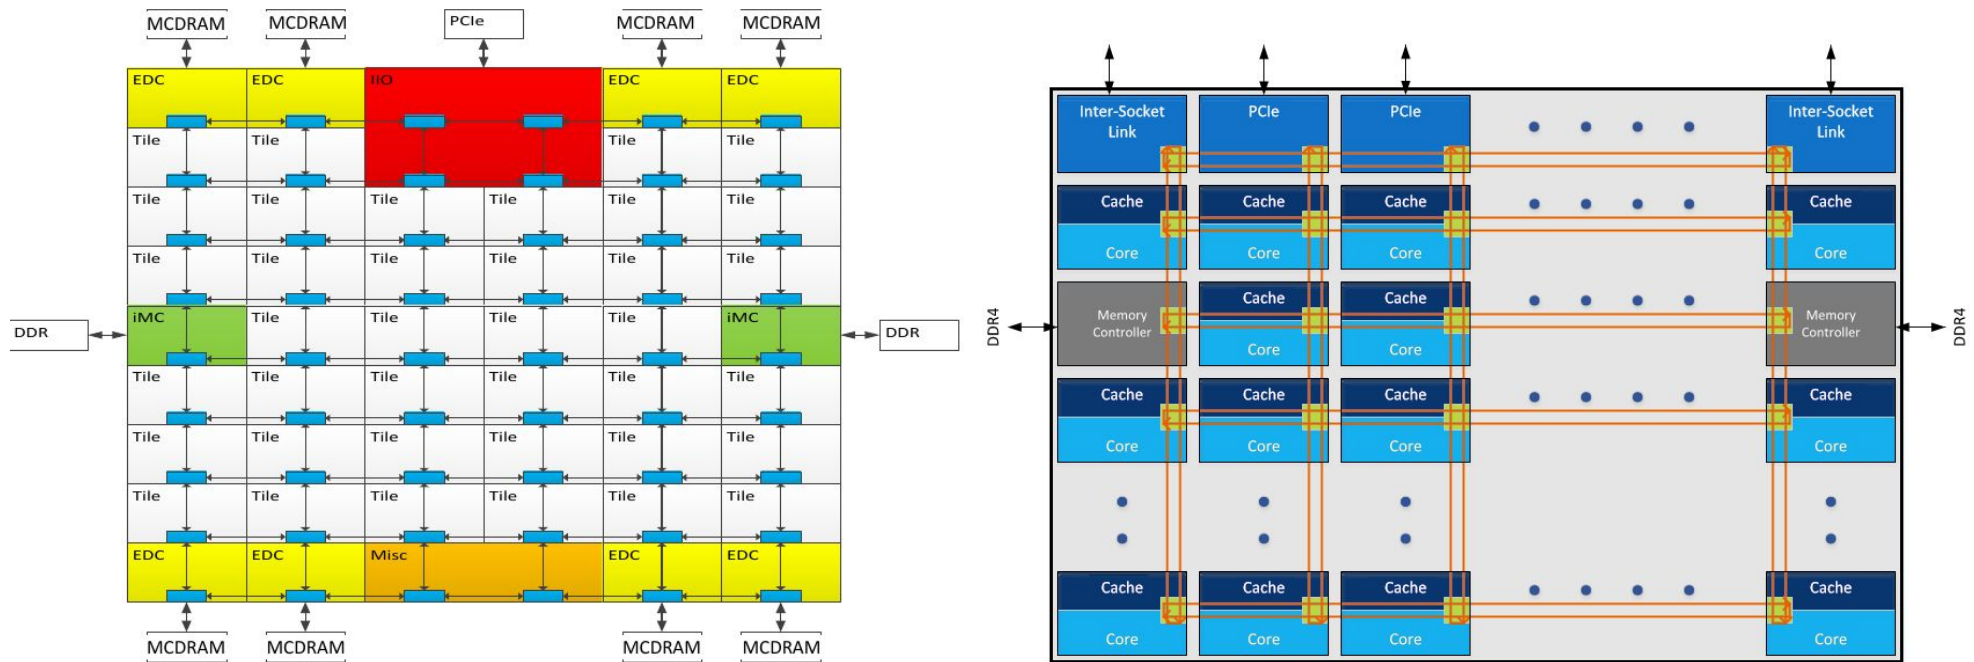 MCDRAM MCDRAM PCIe MCDRAM MCDRAM
EDC EDC IIO EDC EDC
Tile Tile Tile Tile
Tile Tile Tile Tile Tile Tile
Tile Tile Tile Tile Tile Tile
DDR iMC Tile Tile Tile Tile iMC DDR
Tile Tile Tile Tile Tile Tile
Tile Tile Tile Tile Tile Tile
Tile Tile Tile Tile Tile Tile
EDC EDC Misc EDC EDC
MCDRAM MCDRAM MCDRAM MCDRAM
Inter-Socket PCIe PCIe Inter-Socket
Link Link
Cache Cache Cache Cache
Core Core Core Core
Cache Cache
DDR4 Memory Memory DDR4
Controller Controller
Core Core
Cache Cache Cache Cache
Core Core Core Core
Cache Cache Cache Cache
Core Core Core Core